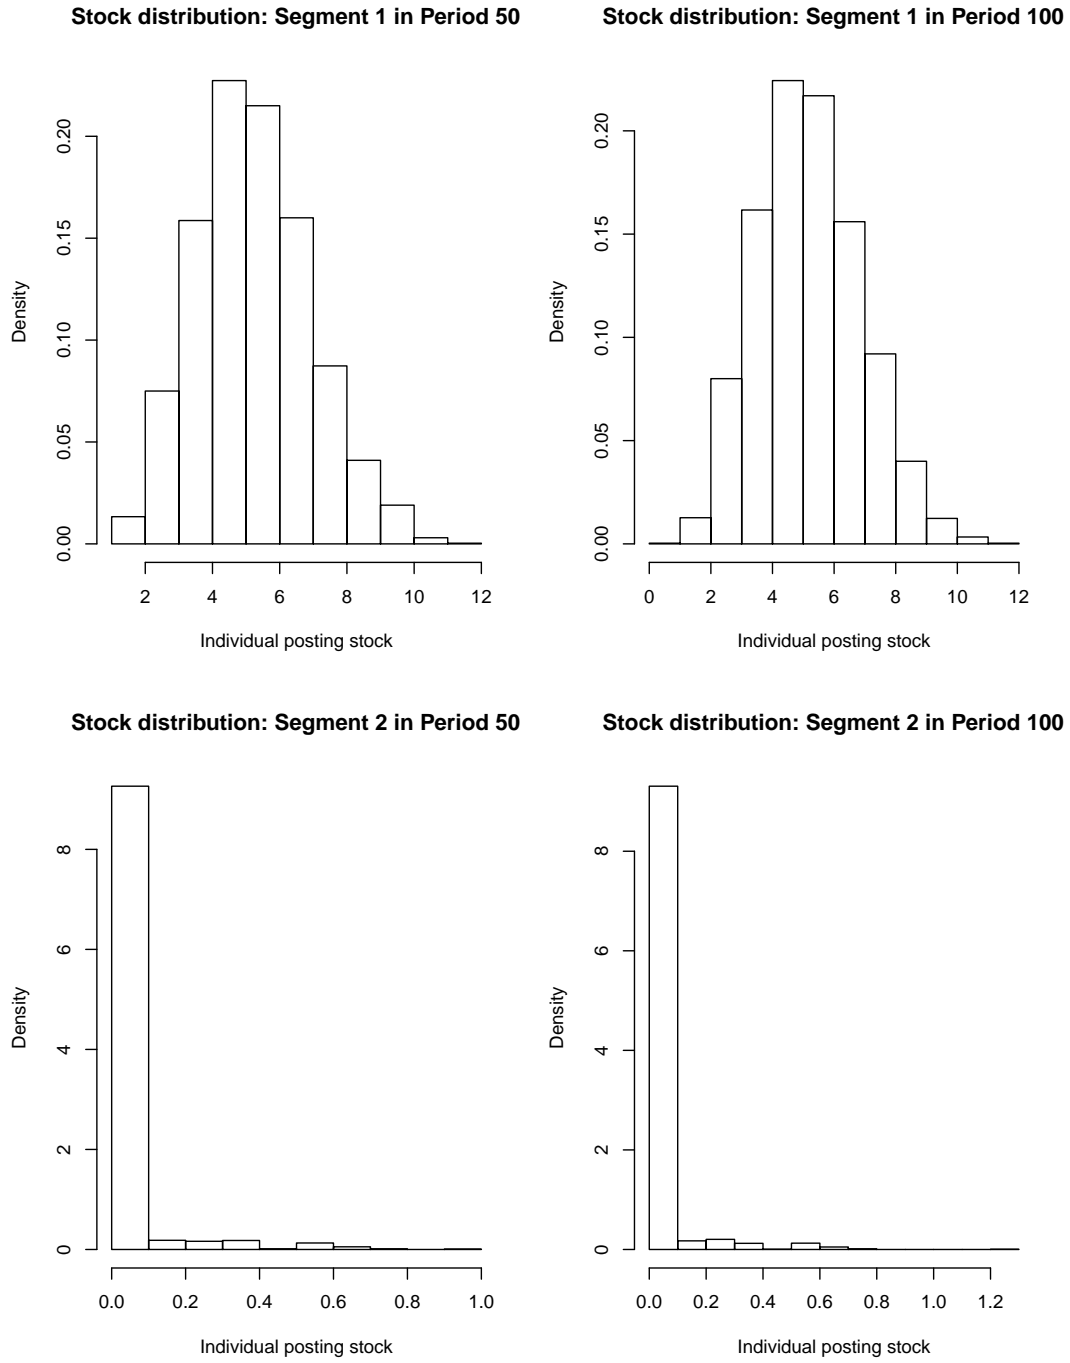 Stock distribution: Segment 1 in Period 50
Density
0.00 0.05 0.10 0.15 0.20
2 4 6 8 10 12
Individual posting stock
Stock distribution: Segment 1 in Period 100
Density
0.00 0.05 0.10 0.15 0.20
0 2 4 6 8 10 12
Individual posting stock
Stock distribution: Segment 2 in Period 50
Density
0 2 4 6 8
0.0 0.2 0.4 0.6 0.8 1.0
Individual posting stock
Stock distribution: Segment 2 in Period 100
Density
0 2 4 6 8
0.0 0.2 0.4 0.6 0.8 1.0 1.2
Individual posting stock